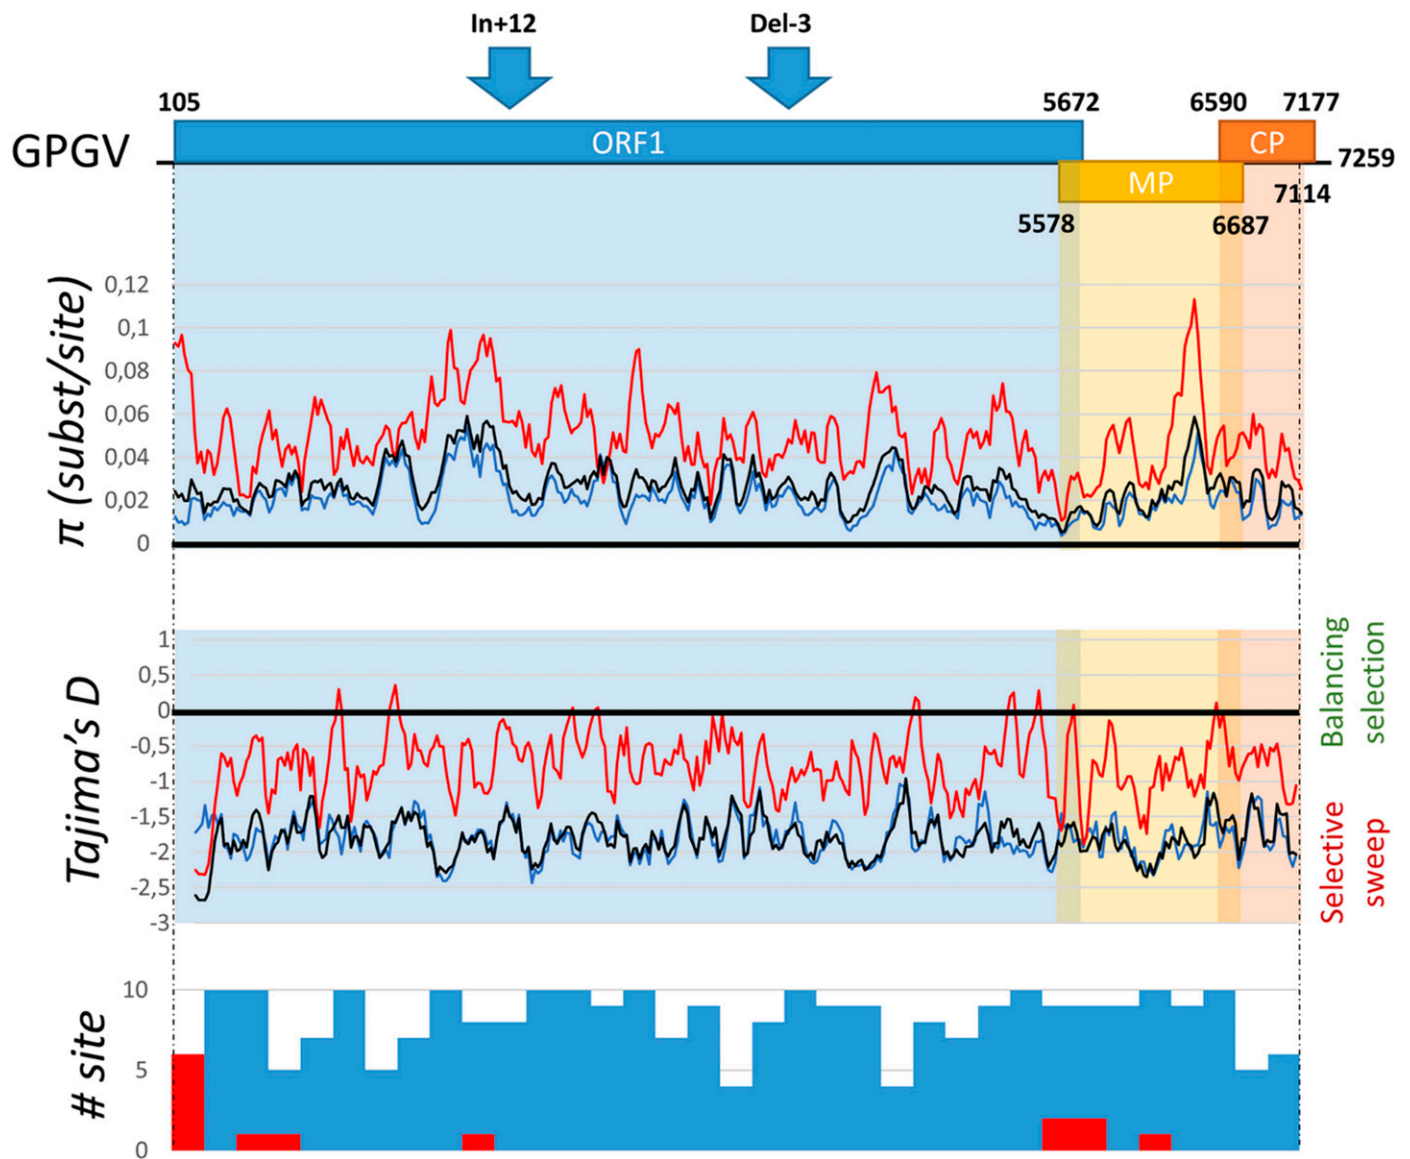 In+12 Del-3
105 5672 6590 7177
GPGV ORF1 CP 7259
MP 7114
5578 6687
π (subst/site)
0,12
0,1
0,08
0,06
0,04
0,02
0
Tajima's D
1
0,5
0
-0,5
-1
-1,5
-2
-2,5
-3
Balancing
selection
Selective
sweep
# site
10
5
0